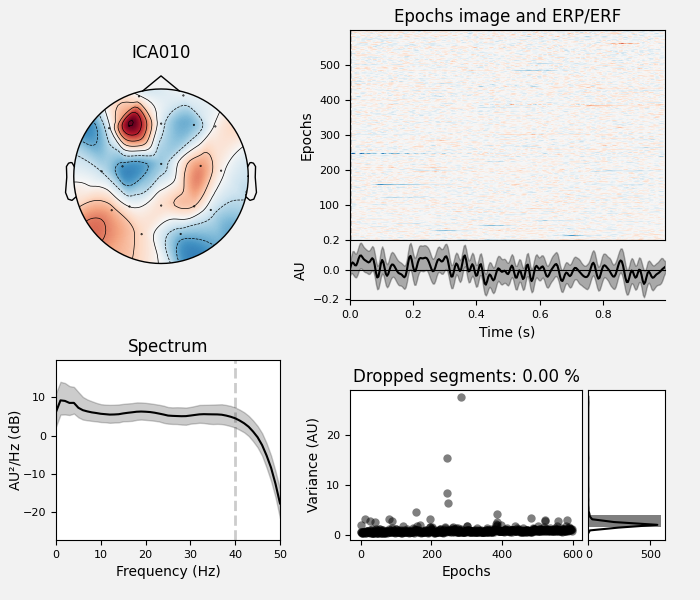 ICA010
Epochs image and ERP/ERF
Epochs
500
400
300
200
100
AU
0.2
0.0
−0.2
0.0 0.2 0.4 0.6 0.8
Time (s)
Spectrum
AU²/Hz (dB)
10
0
−10
−20
0 10 20 30 40 50
Frequency (Hz)
Dropped segments: 0.00 %
Variance (AU)
20
10
0
0 200 400 600
Epochs
0 500